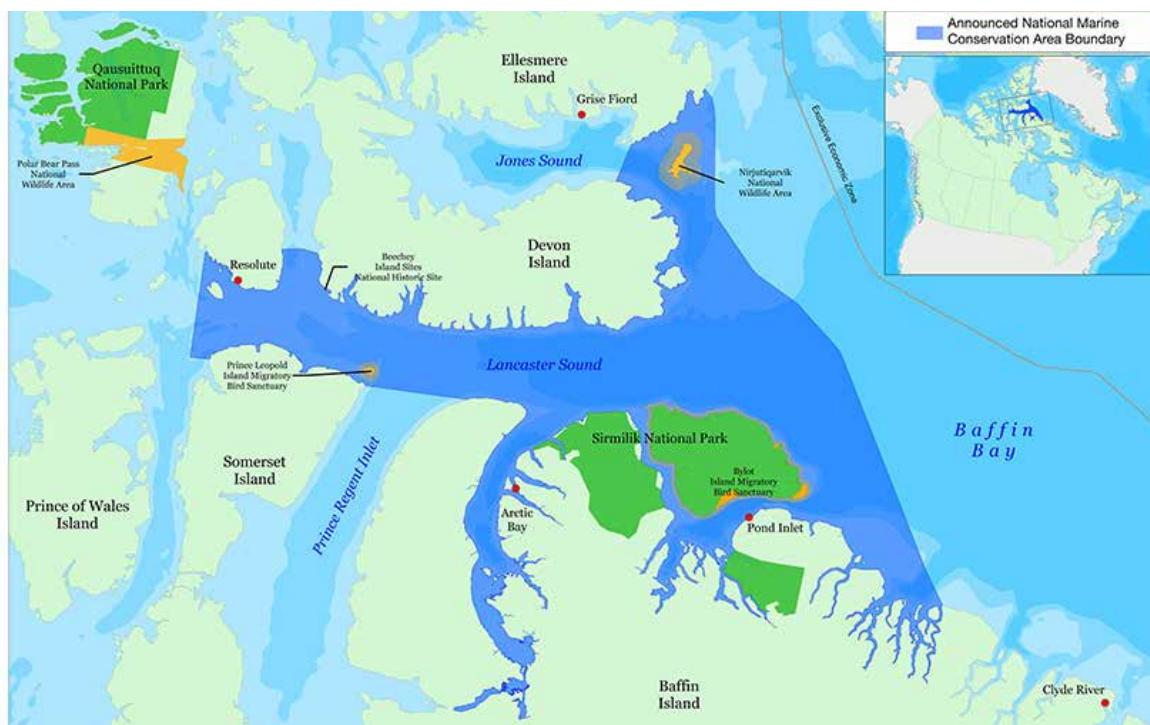 Announced National Marine
Conservation Area Boundary
Qausuittuq
National Park
Ellesmere
Island
Grise Fiord
Exclusive Economic Zone
Polar Bear Pass
National
Wildlife Area
Jones Sound
Nirjutiqarvik
National
Wildlife Area
Devon
Island
Resolute
Beechey
Island Sites
National Historic Site
Lancaster Sound
Prince Leopold
Island Migratory
Bird Sanctuary
Baffin
Bay
Sirmilik National Park
Somerset
Island
Bylot
Island Migratory
Bird Sanctuary
Prince of Wales
Island
Prince Regent Inlet
Arctic
Bay
Pond Inlet
Baffin
Island
Clyde River